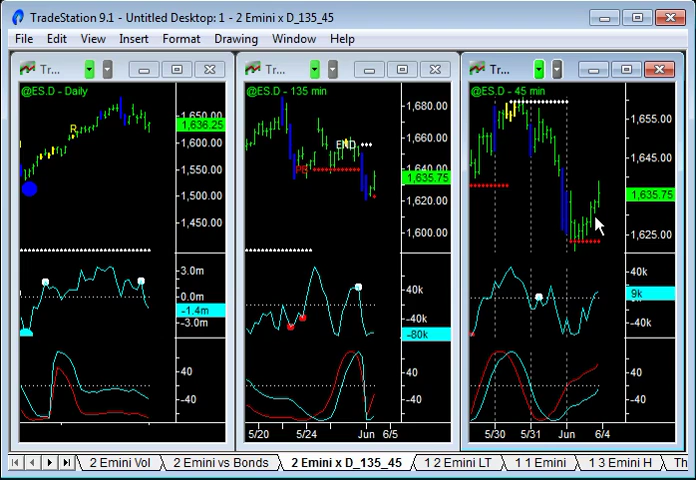 TradeStation 9.1 - Untitled Desktop: 1 - 2 Emini x D_135_45
File Edit View Insert Format Drawing Window Help
Tr...
@ES.D - Daily
R
1,650.00
1,636.25
1,600.00
1,550.00
1,500.00
1,450.00
3.0m
0.0m
-1.4m
-3.0m
40
-40
Tr...
@ES.D - 135 min
END
1,680.00
1,660.00
1,640.00
1,635.75
1,620.00
1,600.00
40k
-40k
-80k
40
-40
5/20 5/24 Jun 6/5
Tr...
@ES.D - 45 min
1,655.00
1,645.00
1,635.75
1,625.00
40k
9k
-40k
40
-40
5/30 5/31 Jun 6/4
2 Emini Vol 2 Emini vs Bonds 2 Emini x D_135_45 1 2 Emini LT 1 1 Emini 1 3 Emini H Th